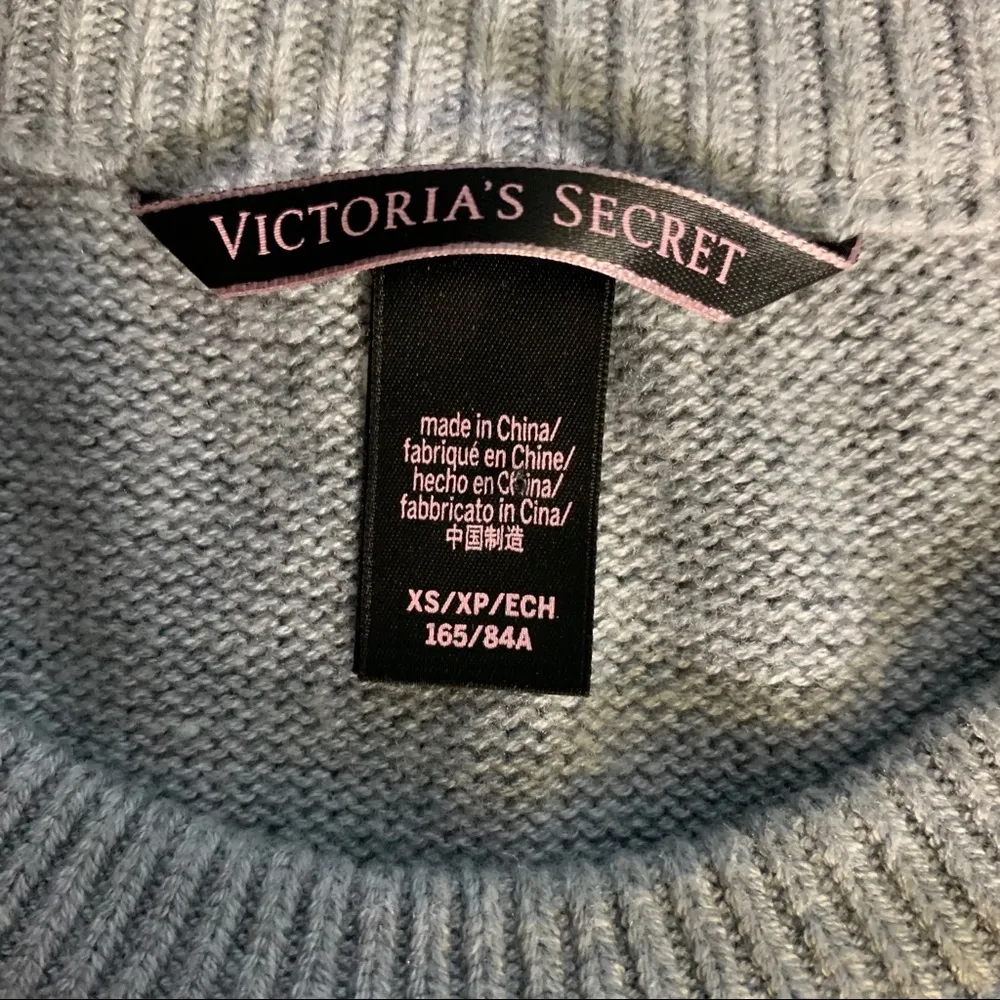 VICTORIA'S SECRET
made in China/
fabriqué en Chine/
hecho en China/
fabbricato in Cina/
中国制造
XS/XP/ECH
165/84A